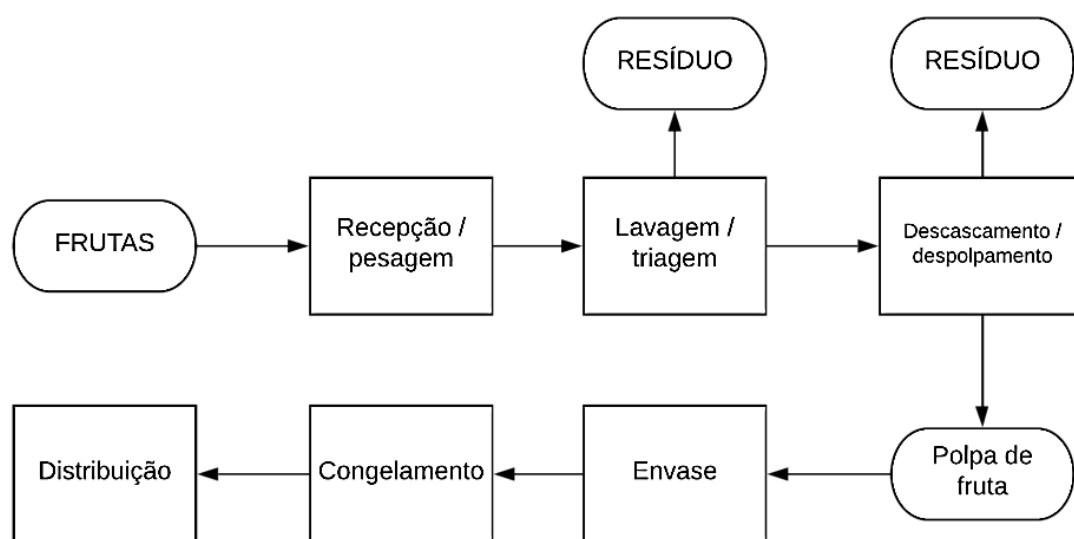 RESÍDUO
RESÍDUO
FRUTAS
Recepção /
pesagem
Lavagem /
triagem
Descascamento /
despolpamento
Distribuição
Congelamento
Envase
Polpa de
fruta